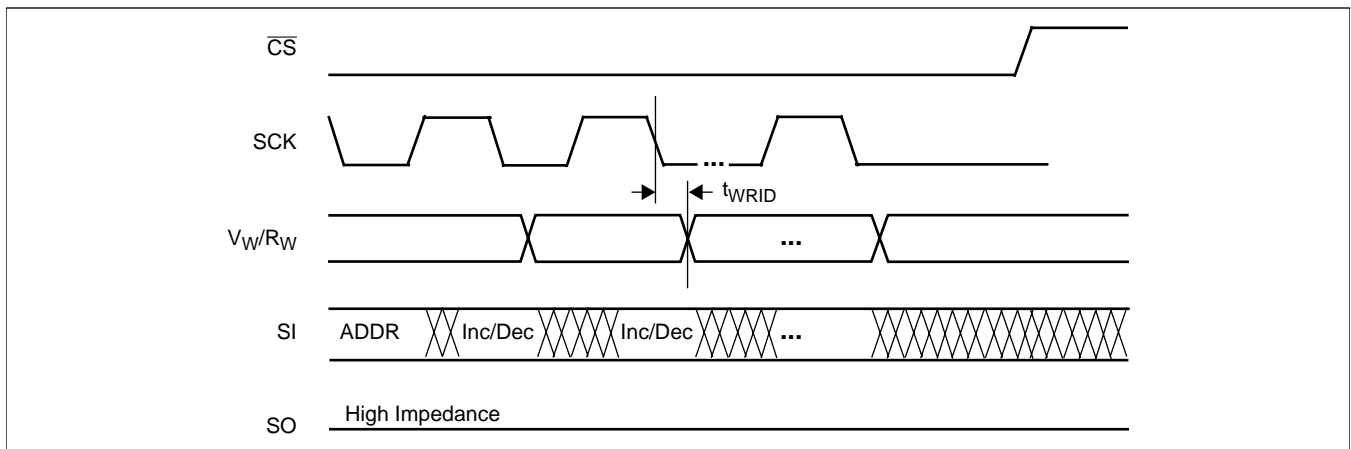 CS
SCK
...
tWRID
VW/RW
...
SI ADDR Inc/Dec Inc/Dec ...
SO High Impedance